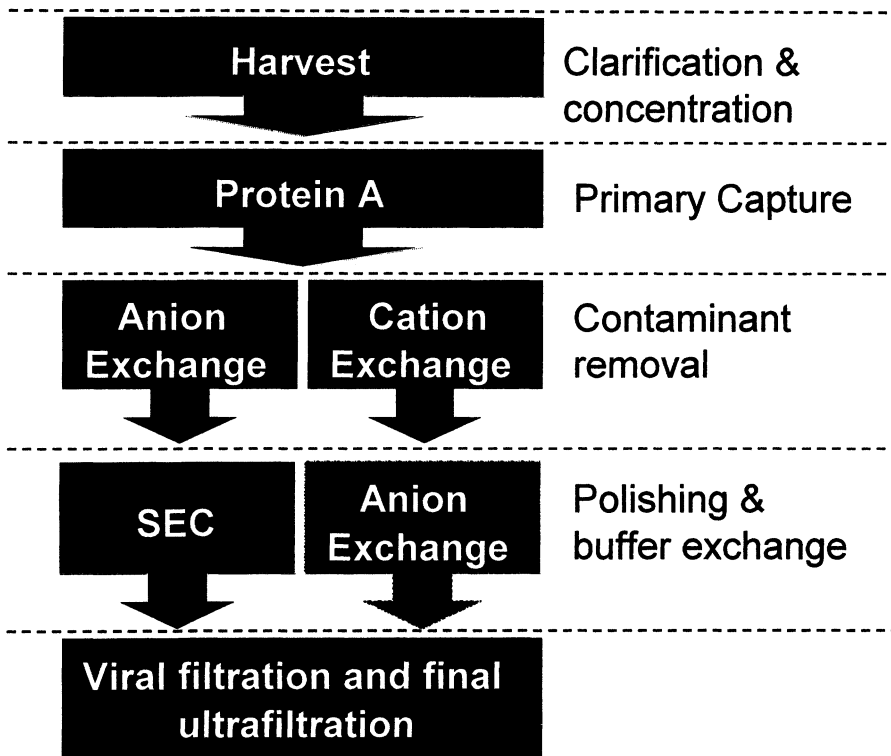 Harvest
Clarification &
concentration
Protein A
Primary Capture
Anion
Exchange
Cation
Exchange
Contaminant
removal
SEC
Anion
Exchange
Polishing &
buffer exchange
Viral filtration and final
ultrafiltration